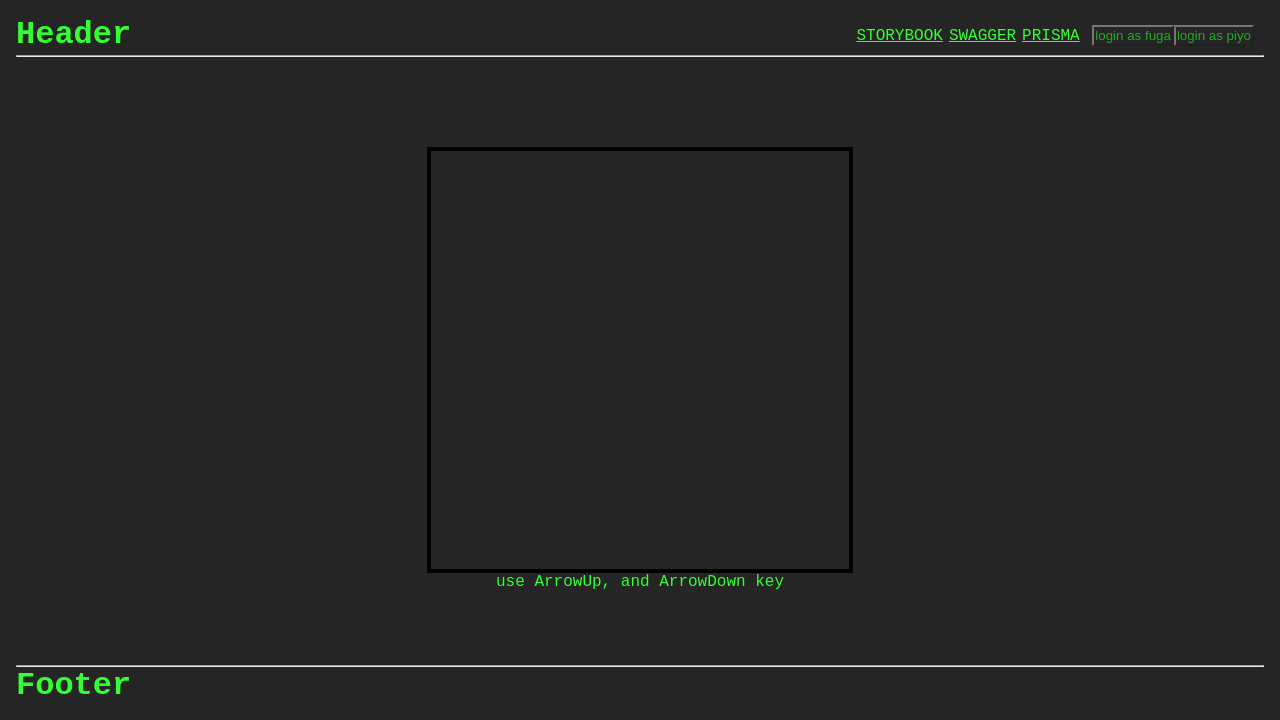 Header
STORYBOOK SWAGGER PRISMA login as fuga login as piyo
use ArrowUp, and ArrowDown key
Footer